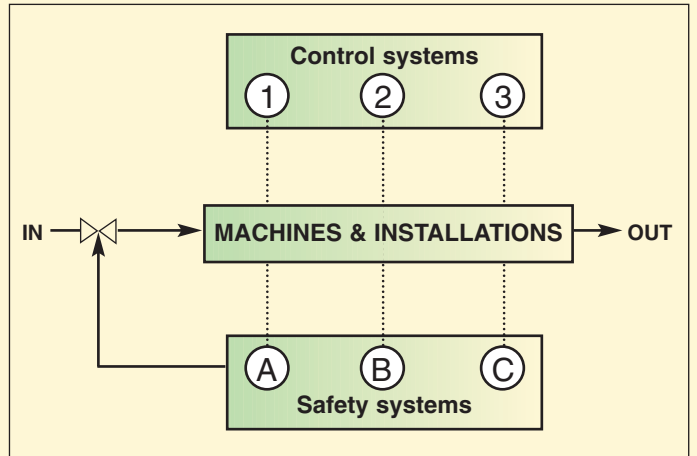 Control systems
1 2 3
IN MACHINES & INSTALLATIONS OUT
A B C
Safety systems